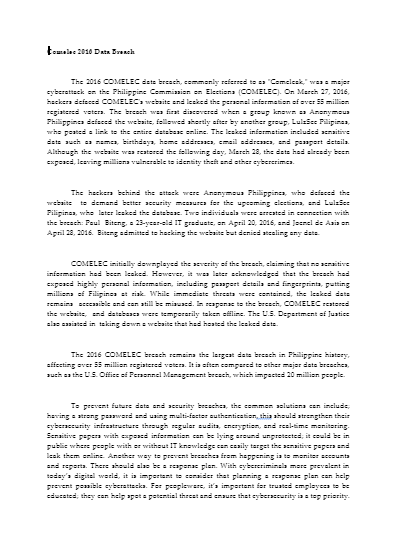 Comelec 2016 Data Breach
The 2016 COMELEC data breach, commonly referred to as "Comeleak," was a major
cyberattack on the Philippine Commission on Elections (COMELEC). On March 27, 2016,
hackers defaced COMELEC's website and leaked the personal information of over 55 million
registered voters. The breach was first discovered when a group known as Anonymous
Philippines defaced the website, followed shortly after by another group, LulzSec Pilipinas,
who posted a link to the entire database online. The leaked information included sensitive
data such as names, birthdays, home addresses, email addresses, and passport details.
Although the website was restored the following day, March 28, the data had already been
exposed, leaving millions vulnerable to identity theft and other cybercrimes.
The hackers behind the attack were Anonymous Philippines, who defaced the
website to demand better security measures for the upcoming elections, and LulzSec
Pilipinas, who later leaked the database. Two individuals were arrested in connection with
the breach: Paul Biteng, a 23-year-old IT graduate, on April 20, 2016, and Joenel de Asis on
April 28, 2016. Biteng admitted to hacking the website but denied stealing any data.
COMELEC initially downplayed the severity of the breach, claiming that no sensitive
information had been leaked. However, it was later acknowledged that the breach had
exposed highly personal information, including passport details and fingerprints, putting
millions of Filipinos at risk. While immediate threats were contained, the leaked data
remains accessible and can still be misused. In response to the breach, COMELEC restored
the website, and databases were temporarily taken offline. The U.S. Department of Justice
also assisted in taking down a website that had hosted the leaked data.
The 2016 COMELEC breach remains the largest data breach in Philippine history,
affecting over 55 million registered voters. It is often compared to other major data breaches,
such as the U.S. Office of Personnel Management breach, which impacted 20 million people.
To prevent future data and security breaches, the common solutions can include,
having a strong password and using multi-factor authentication, this should strengthen their
cybersecurity infrastructure through regular audits, encryption, and real-time monitoring.
Sensitive papers with exposed information can be lying around unprotected; it could be in
public where people with or without IT knowledge can easily target the sensitive papers and
leak them online. Another way to prevent breaches from happening is to monitor accounts
and reports. There should also be a response plan. With cybercriminals more prevalent in
today's digital world, it is important to consider that planning a response plan can help
prevent possible cyberattacks. For peopleware, it's important for trusted employees to be
educated; they can help spot a potential threat and ensure that cybersecurity is a top priority.